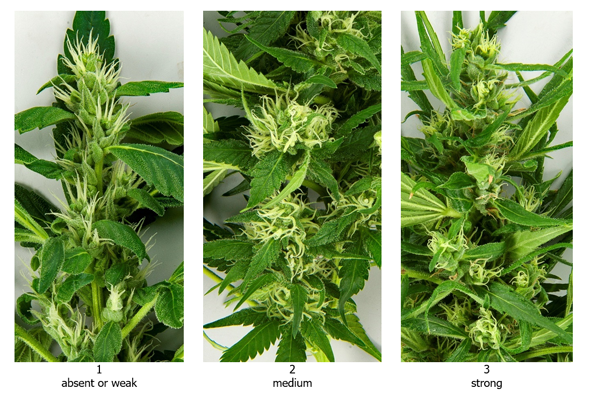 1
absent or weak
2
medium
3
strong